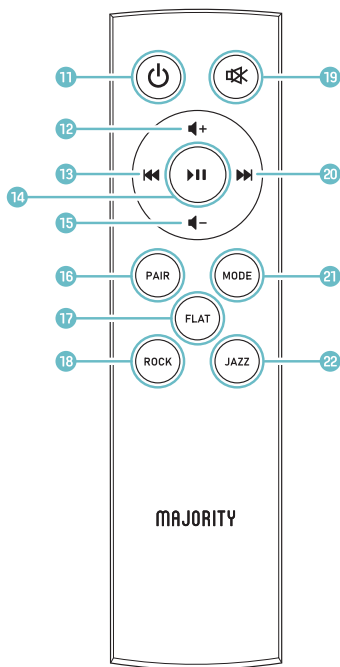 11
19
12
+
13
20
14
15
-
16
PAIR
MODE
21
17
FLAT
18
ROCK
JAZZ
22
MAJORITY